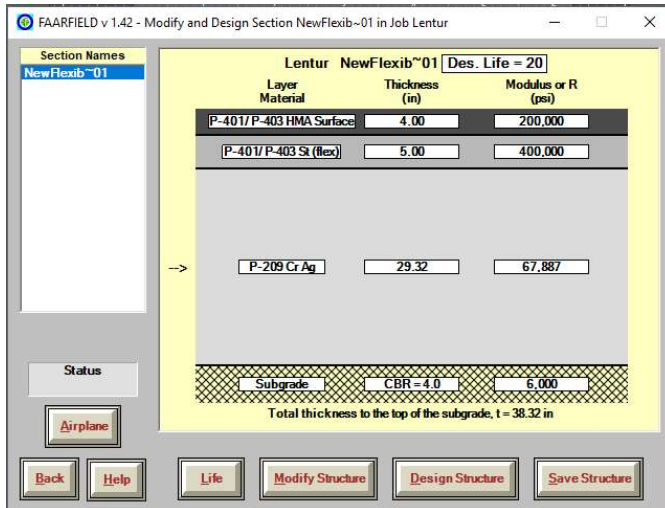 FAARFIELD v 1.42 - Modify and Design Section NewFlexib~01 in Job Lentur
Section Names
NewFlexib~01
Lentur NewFlexib~01 Des. Life = 20
Layer Material Thickness (in) Modulus or R (psi)
P-401/ P-403 HMA Surface 4.00 200,000
P-401/ P-403 St (flex) 5.00 400,000
--> P-209 Cr Ag 29.32 67,887
Subgrade CBR = 4.0 6,000
Total thickness to the top of the subgrade, t = 38.32 in
Status
Airplane
Back Help Life Modify Structure Design Structure Save Structure